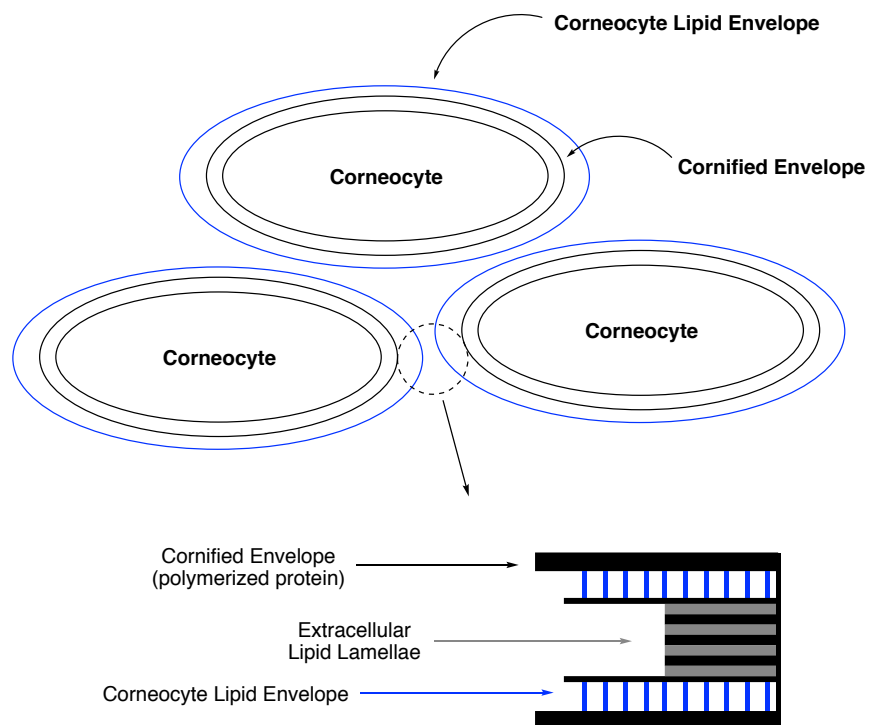 Corneocyte Lipid Envelope
Corneocyte
Cornified Envelope
Corneocyte
Corneocyte
Cornified Envelope
(polymerized protein)
Extracellular
Lipid Lamellae
Corneocyte Lipid Envelope